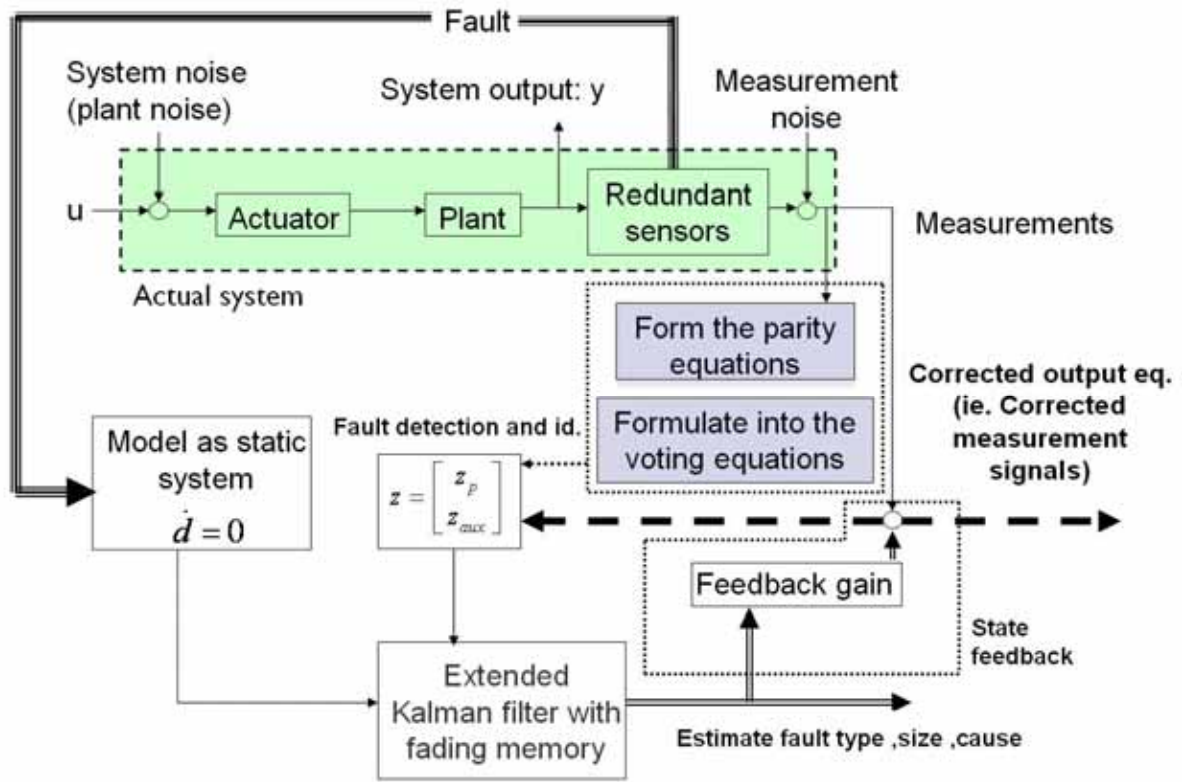 Fault
System noise
(plant noise)
System output: y
Measurement
noise
u
Actuator
Plant
Redundant
sensors
Measurements
Actual system
Form the parity
equations
Formulate into the
voting equations
Corrected output eq.
(ie. Corrected
measurement
signals)
Fault detection and id.
Model as static
system
ḋ = 0
z = [ z_p
z_aux ]
Feedback gain
State
feedback
Extended
Kalman filter with
fading memory
Estimate fault type ,size ,cause